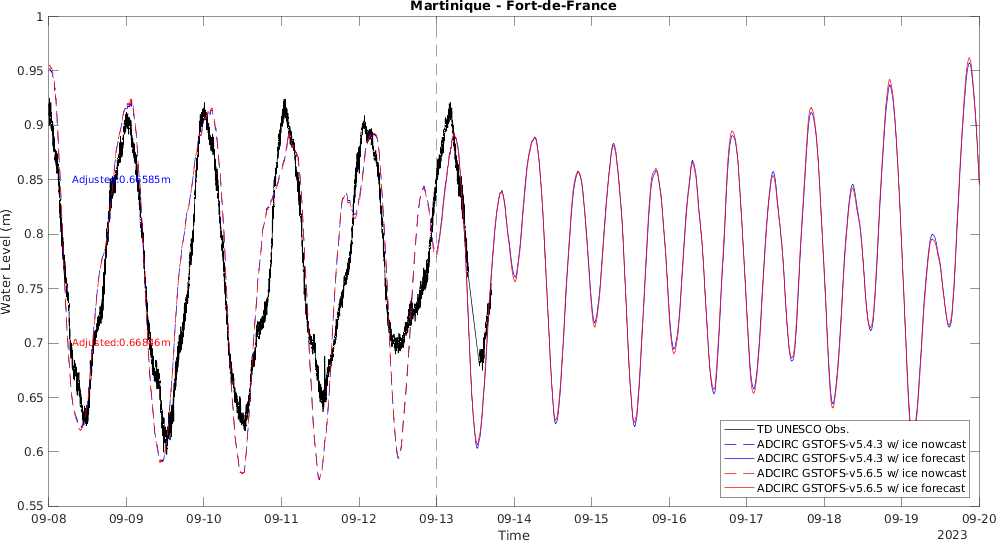 Martinique - Fort-de-France
Water Level (m)
1
0.95
0.9
0.85
0.8
0.75
0.7
0.65
0.6
0.55
Adjusted:0.66585m
Adjusted:0.66846m
TD UNESCO Obs.
ADCIRC GSTOFS-v5.4.3 w/ ice nowcast
ADCIRC GSTOFS-v5.4.3 w/ ice forecast
ADCIRC GSTOFS-v5.6.5 w/ ice nowcast
ADCIRC GSTOFS-v5.6.5 w/ ice forecast
09-08 09-09 09-10 09-11 09-12 09-13 09-14 09-15 09-16 09-17 09-18 09-19 09-20
Time
2023